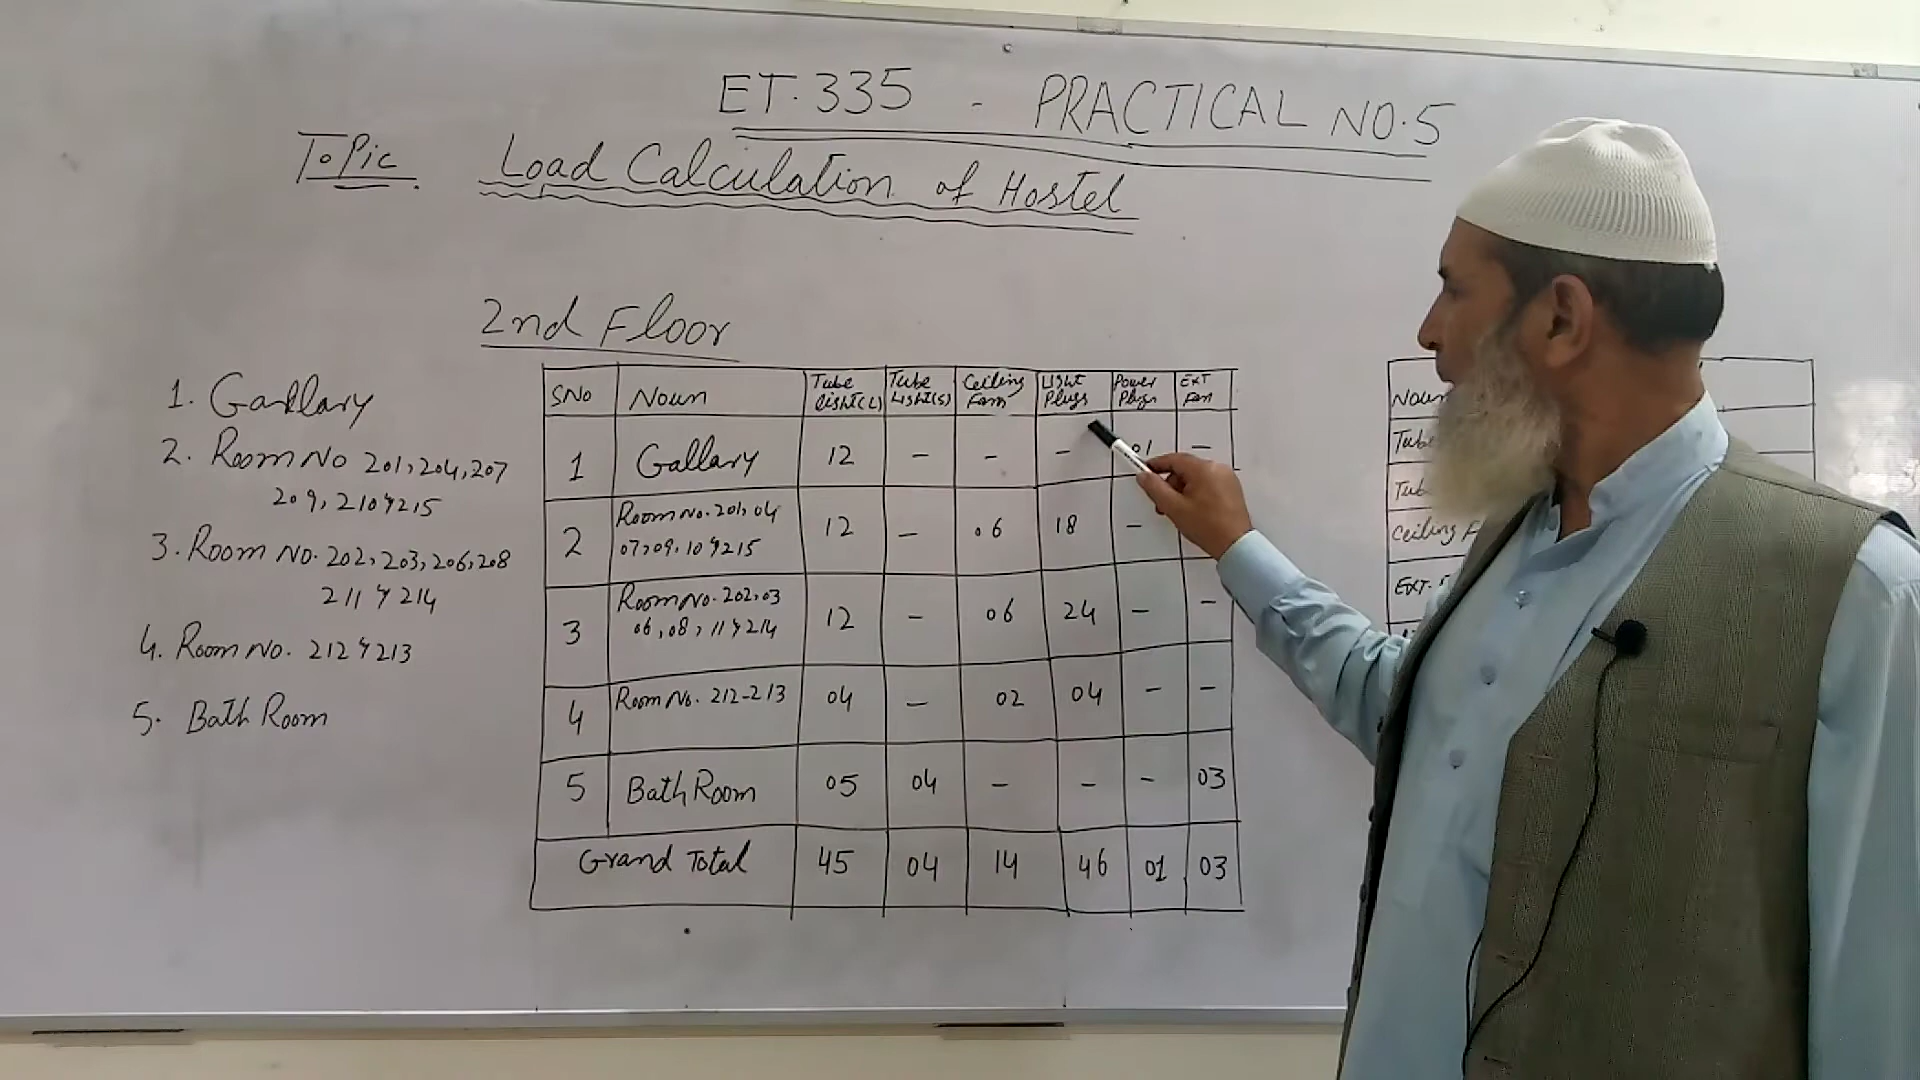 ET.335 - PRACTICAL NO.5
Topic Load Calculation of Hostel
2nd Floor
1. Gallary
2. Room No 201,204,207
209,210 & 215
3. Room No. 202,203,206,208
211 & 214
4. Room No. 212 & 213
5. Bath Room
SNo Noun Tube Light(L) Tube Light(S) Ceiling Fam Light Plugs Power Plugs EXT Fan
1 Gallary 12 - - - 01 -
2 Room No. 201,04 07,09,10 & 215 12 - 06 18 -
3 Room No. 202,03 06,08,11 & 214 12 - 06 24 - -
4 Room No. 212-213 04 - 02 04 - -
5 Bath Room 05 04 - - - 03
Grand Total 45 04 14 46 01 03
Noun
Tube
Tub
Ceiling F
EXT.